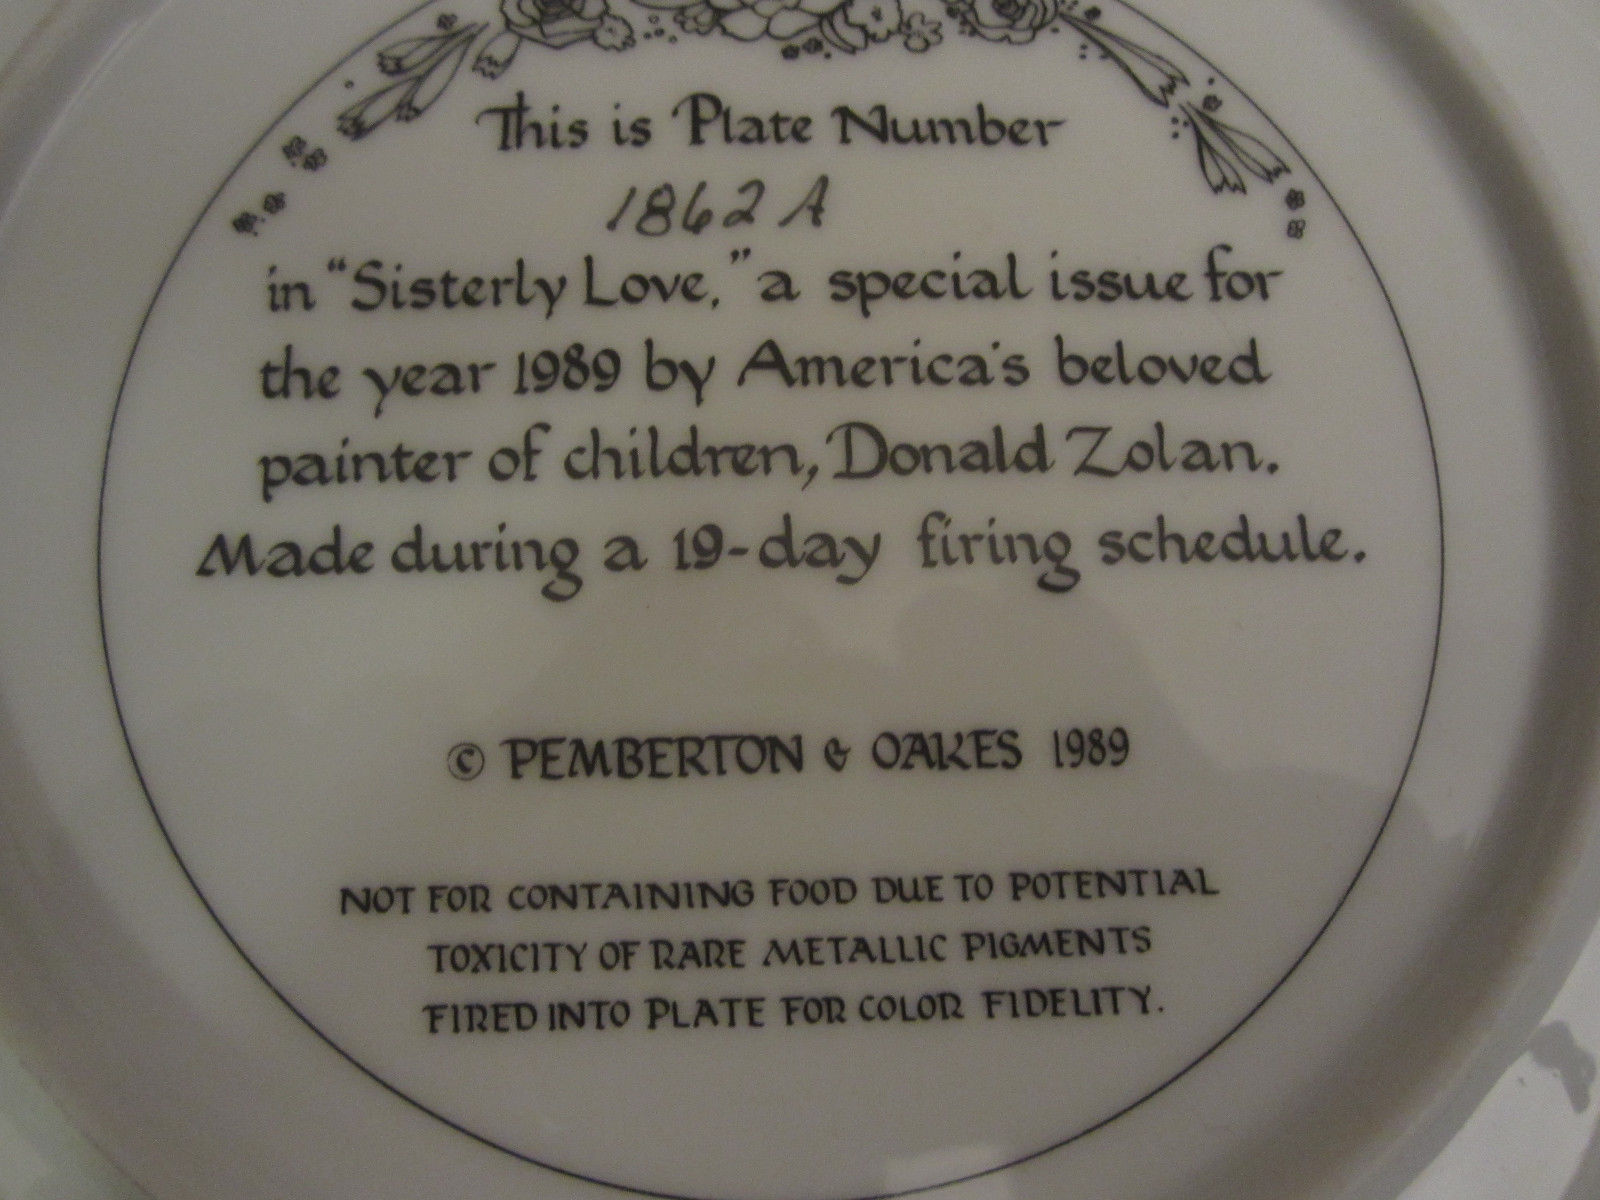 This is Plate Number
1862 A
in "Sisterly Love," a special issue for
the year 1989 by America's beloved
painter of children, Donald Zolan.
Made during a 19-day firing schedule.
© PEMBERTON & OAKES 1989
NOT FOR CONTAINING FOOD DUE TO POTENTIAL
TOXICITY OF RARE METALLIC PIGMENTS
FIRED INTO PLATE FOR COLOR FIDELITY.